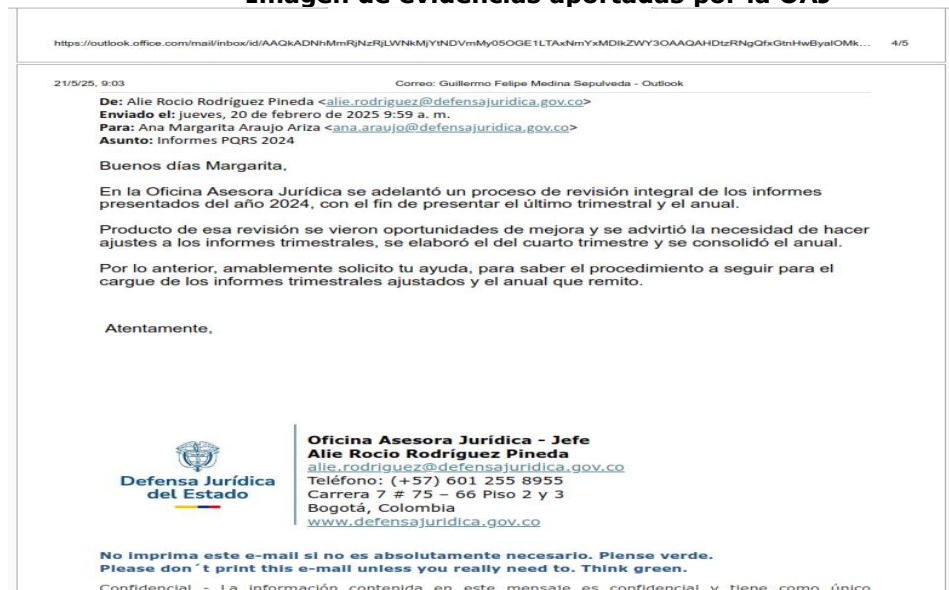 Imagen de evidencias aportadas por la OAJ
https://outlook.office.com/mail/inbox/id/AAQkADNhMmRjNzRjLWNkMjYtNDVmMy05OGE1LTAxNmYxMDlkZWY3OAAQAHDtzRNgQfxGtnHwByalOMk... 4/5
21/5/25, 9:03 Correo: Guillermo Felipe Medina Sepulveda - Outlook
De: Alie Rocio Rodríguez Pineda <alie.rodriguez@defensajuridica.gov.co>
Enviado el: jueves, 20 de febrero de 2025 9:59 a. m.
Para: Ana Margarita Araujo Ariza <ana.araujo@defensajuridica.gov.co>
Asunto: Informes PQRS 2024
Buenos días Margarita,
En la Oficina Asesora Jurídica se adelantó un proceso de revisión integral de los informes
presentados del año 2024, con el fin de presentar el último trimestral y el anual.
Producto de esa revisión se vieron oportunidades de mejora y se advirtió la necesidad de hacer
ajustes a los informes trimestrales, se elaboró el del cuarto trimestre y se consolidó el anual.
Por lo anterior, amablemente solicito tu ayuda, para saber el procedimiento a seguir para el
cargue de los informes trimestrales ajustados y el anual que remito.
Atentamente,
Defensa Jurídica
del Estado
Oficina Asesora Jurídica - Jefe
Alie Rocio Rodríguez Pineda
alie.rodriguez@defensajuridica.gov.co
Teléfono: (+57) 601 255 8955
Carrera 7 # 75 – 66 Piso 2 y 3
Bogotá, Colombia
www.defensajuridica.gov.co
No imprima este e-mail si no es absolutamente necesario. Piense verde.
Please don´t print this e-mail unless you really need to. Think green.
Confidencial - La información contenida en este mensaje es confidencial y tiene como único